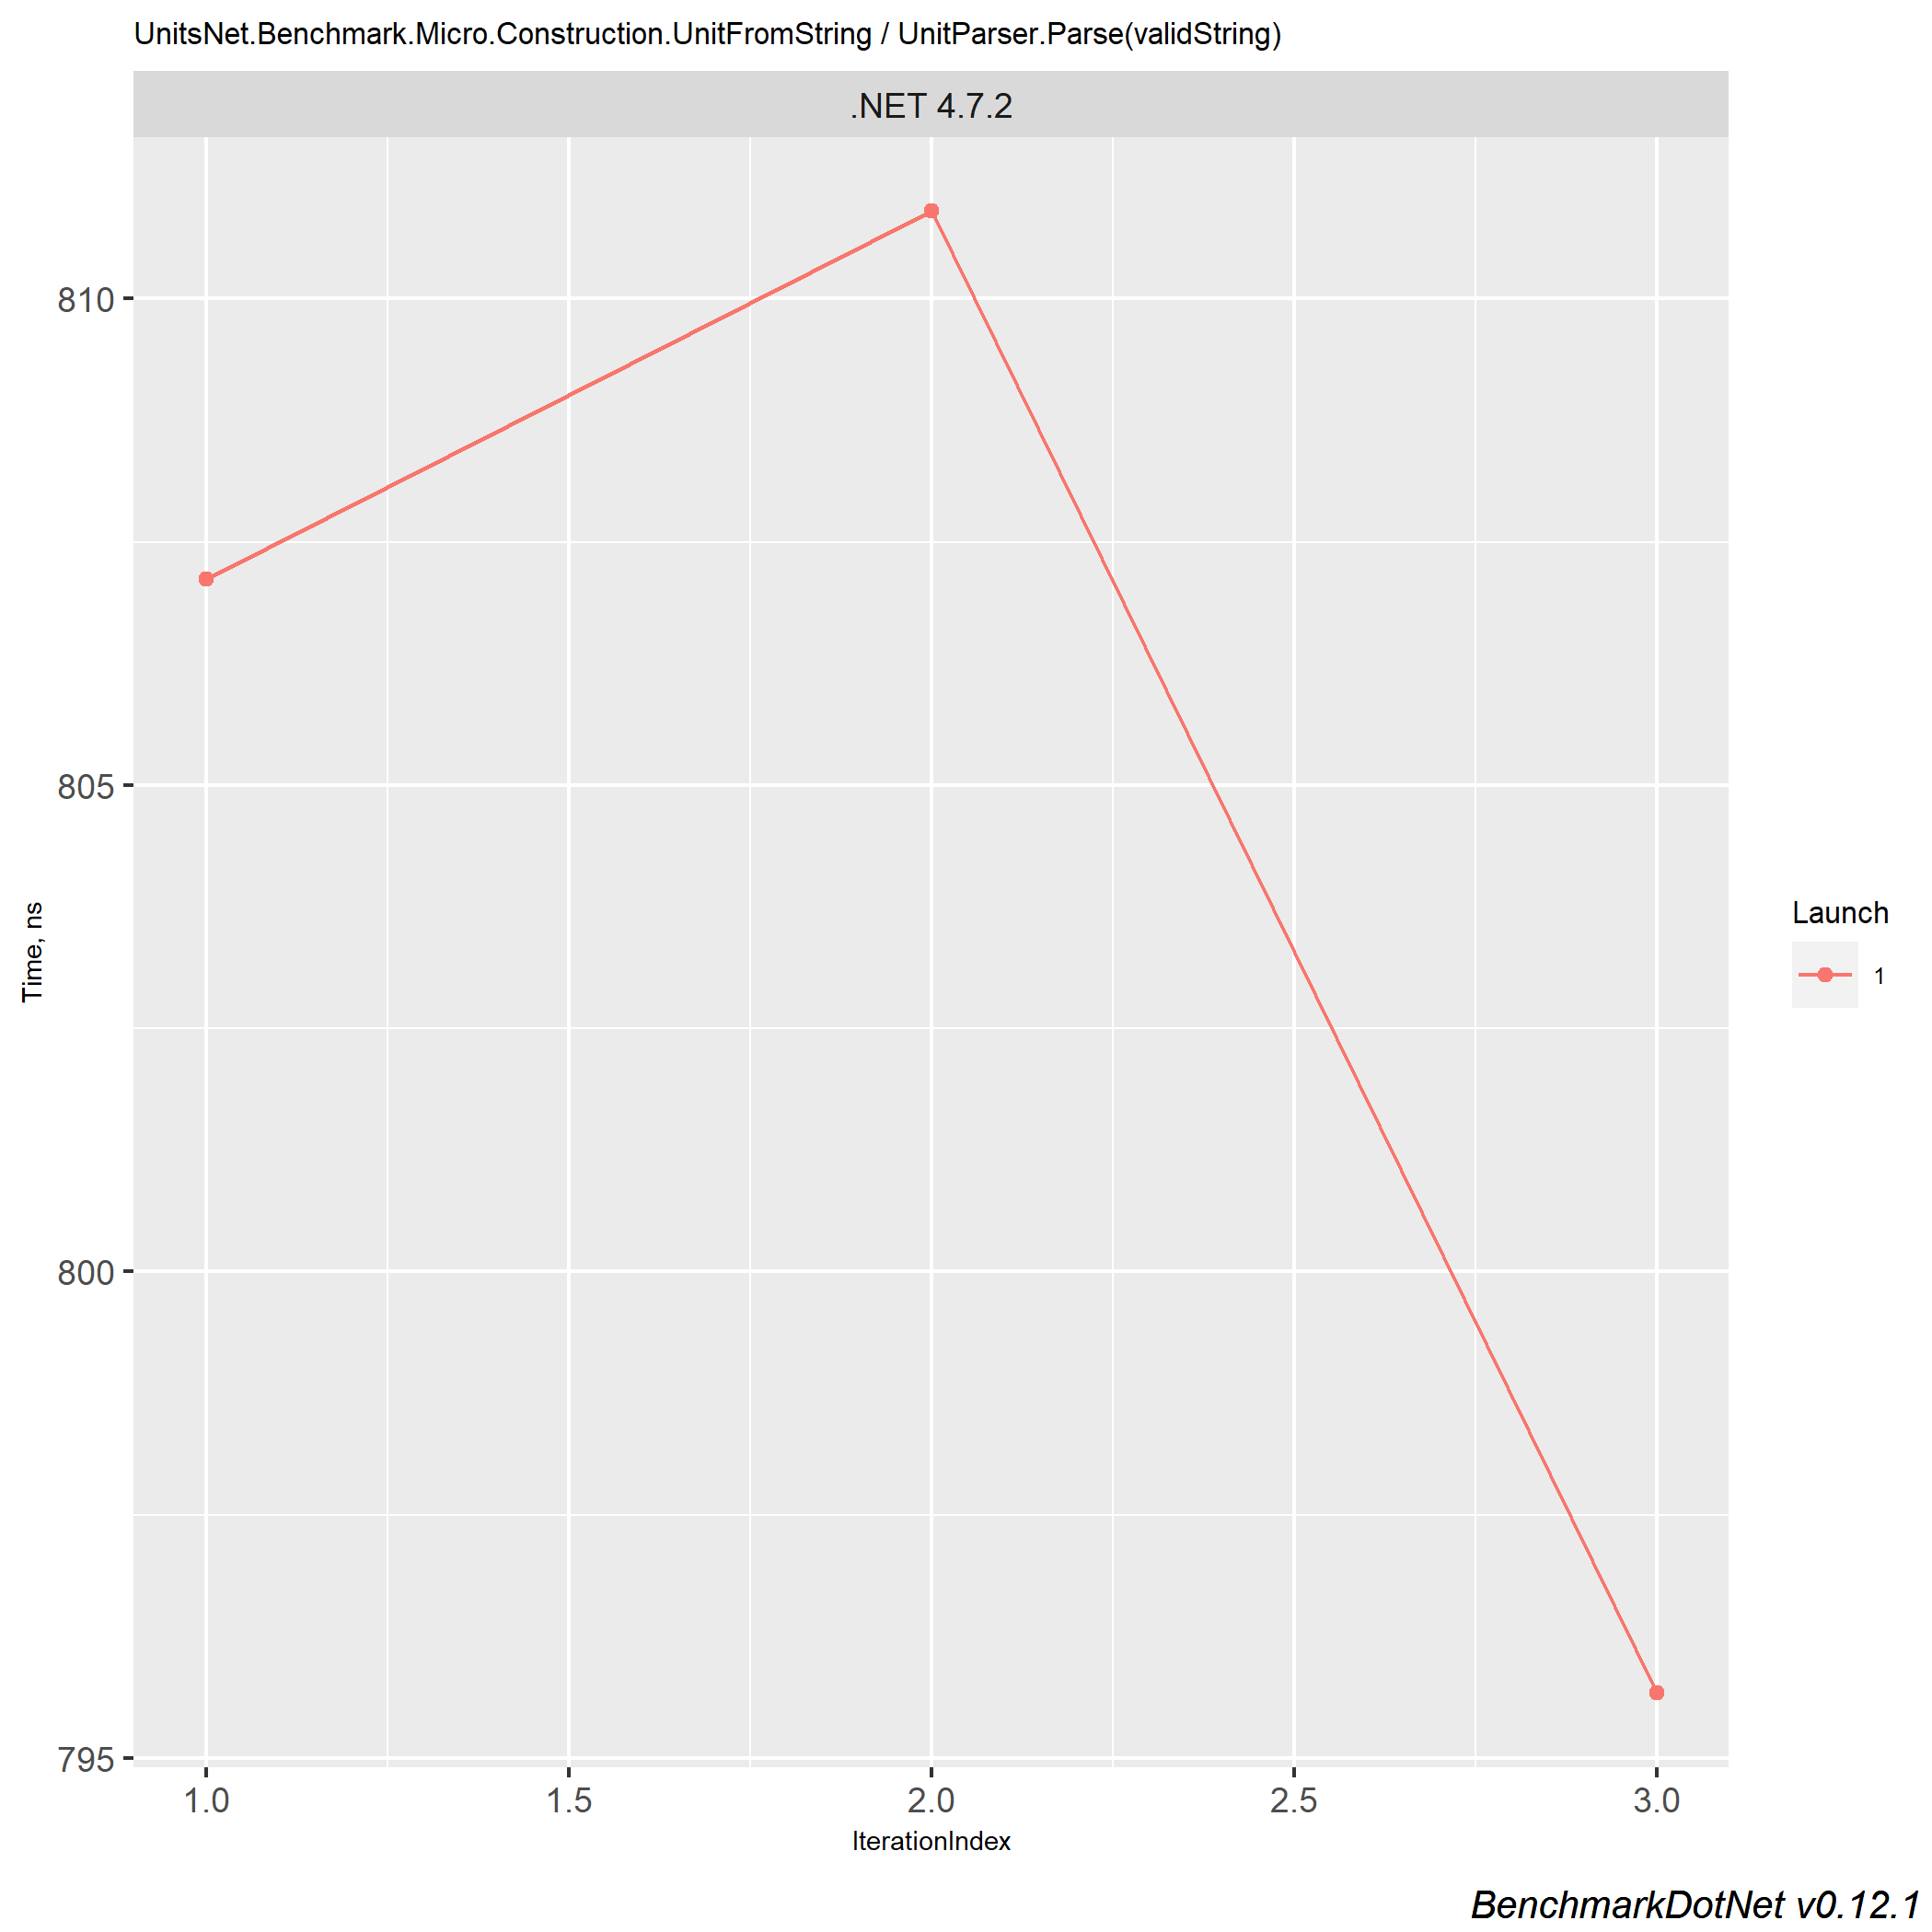 UnitsNet.Benchmark.Micro.Construction.UnitFromString / UnitParser.Parse(validString)
.NET 4.7.2
810
805
800
795
Time, ns
1.0 1.5 2.0 2.5 3.0
IterationIndex
Launch
1
BenchmarkDotNet v0.12.1